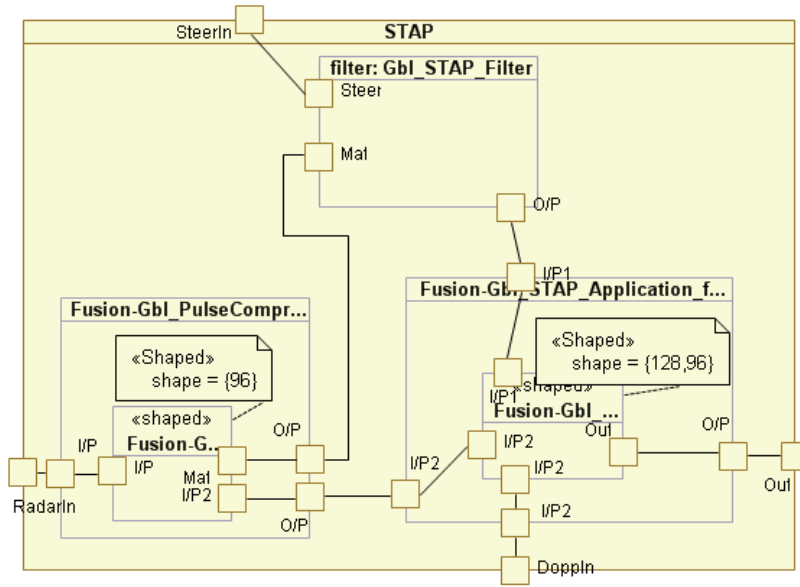 SteerIn
STAP
filter: Gbl_STAP_Filter
Steer
Mat
O/P
I/P1
Fusion-Gbl_STAP_Application_f...
Fusion-Gbl_PulseCompr...
«Shaped»
shape = {96}
«Shaped»
shape = {128,96}
«shaped»
Fusion-G...
I/P1
«shaped»
Fusion-Gbl_...
I/P
I/P
O/P
Mat
I/P2
O/P
RadarIn
I/P2
I/P2
Out
O/P
I/P2
I/P2
Out
DoppIn